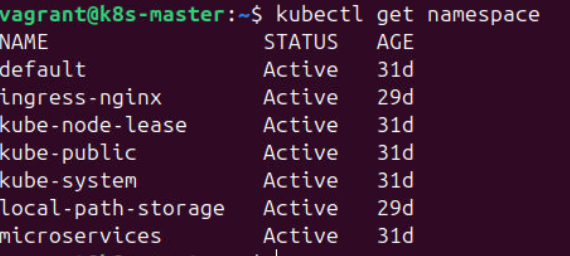 vagrant@k8s-master:~$ kubectl get namespace
NAME                 STATUS   AGE
default              Active   31d
ingress-nginx        Active   29d
kube-node-lease      Active   31d
kube-public          Active   31d
kube-system          Active   31d
local-path-storage   Active   29d
microservices        Active   31d